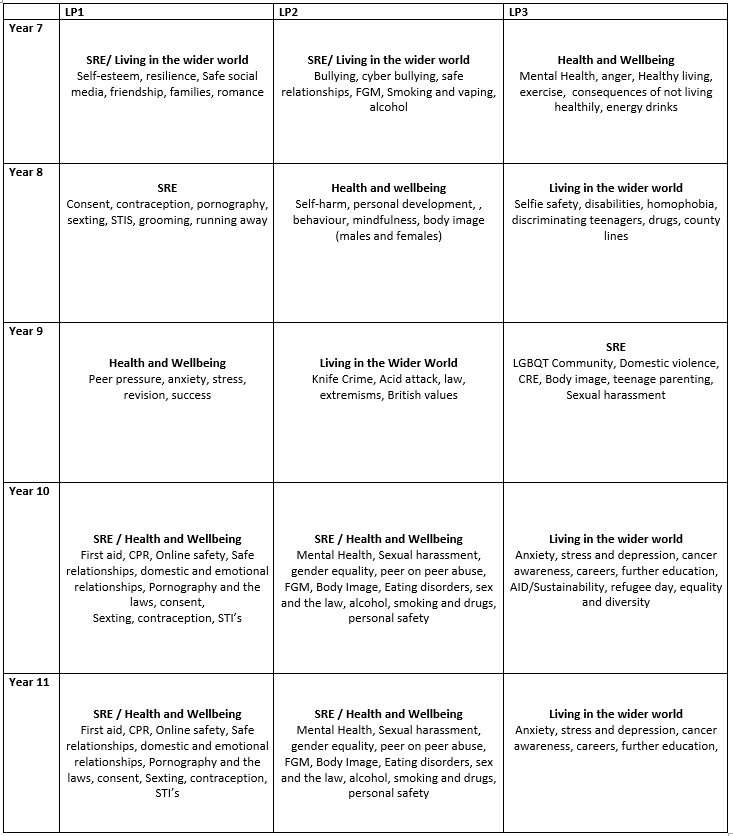 LP1
LP2
LP3
Year 7
SRE/ Living in the wider world
Self-esteem, resilience, Safe social
media, friendship, families, romance
SRE/ Living in the wider world
Bullying, cyber bullying, safe
relationships, FGM, Smoking and vaping,
alcohol
Health and Wellbeing
Mental Health, anger, Healthy living,
exercise,  consequences of not living
healthily, energy drinks
Year 8
SRE
Consent, contraception, pornography,
sexting, STIS, grooming, running away
Health and wellbeing
Self-harm, personal development, ,
behaviour, mindfulness, body image
(males and females)
Living in the wider world
Selfie safety, disabilities, homophobia,
discriminating teenagers, drugs, county
lines
Year 9
Health and Wellbeing
Peer pressure, anxiety, stress,
revision, success
Living in the Wider World
Knife Crime, Acid attack, law,
extremisms, British values
SRE
LGBQT Community, Domestic violence,
CRE, Body image, teenage parenting,
Sexual harassment
Year 10
SRE / Health and Wellbeing
First aid, CPR, Online safety, Safe
relationships, domestic and emotional
relationships, Pornography and the
laws, consent,
Sexting, contraception, STI's
SRE / Health and Wellbeing
Mental Health, Sexual harassment,
gender equality, peer on peer abuse,
FGM, Body Image, Eating disorders, sex
and the law, alcohol, smoking and drugs,
personal safety
Living in the wider world
Anxiety, stress and depression, cancer
awareness, careers, further education,
AID/Sustainability, refugee day, equality
and diversity
Year 11
SRE / Health and Wellbeing
First aid, CPR, Online safety, Safe
relationships, domestic and emotional
relationships, Pornography and the
laws, consent, Sexting, contraception,
STI's
SRE / Health and Wellbeing
Mental Health, Sexual harassment,
gender equality, peer on peer abuse,
FGM, Body Image, Eating disorders, sex
and the law, alcohol, smoking and drugs,
personal safety
Living in the wider world
Anxiety, stress and depression, cancer
awareness, careers, further education,